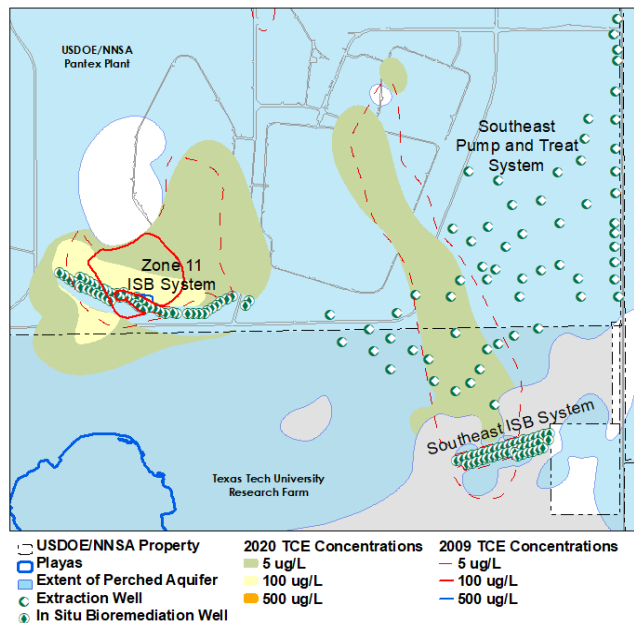 USDOE/NNSA
Pantex Plant
Southeast
Pump and Treat
System
Zone 11
ISB System
Southeast ISB System
Texas Tech University
Research Farm
USDOE/NNSA Property
Playas
Extent of Perched Aquifer
Extraction Well
In Situ Bioremediation Well
2020 TCE Concentrations
5 ug/L
100 ug/L
500 ug/L
2009 TCE Concentrations
5 ug/L
100 ug/L
500 ug/L